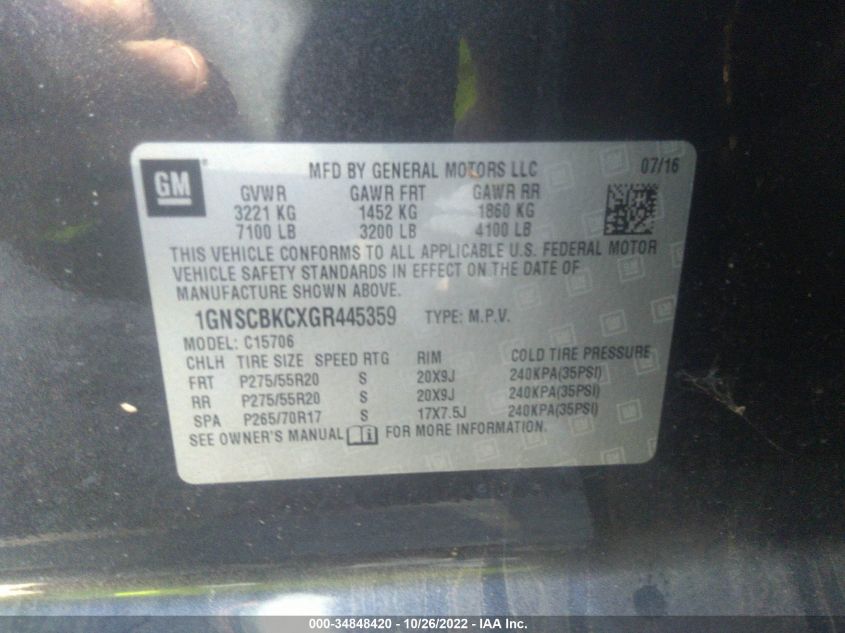 GM ®
MFD BY GENERAL MOTORS LLC 07/16
GVWR GAWR FRT GAWR RR
3221 KG 1452 KG 1860 KG
7100 LB 3200 LB 4100 LB
THIS VEHICLE CONFORMS TO ALL APPLICABLE U.S. FEDERAL MOTOR
VEHICLE SAFETY STANDARDS IN EFFECT ON THE DATE OF
MANUFACTURE SHOWN ABOVE.
1GNSCBKCXGR445359 TYPE: M.P.V.
MODEL: C15706
CHLH TIRE SIZE SPEED RTG RIM COLD TIRE PRESSURE
FRT P275/55R20 S 20X9J 240KPA(35PSI)
RR P275/55R20 S 20X9J 240KPA(35PSI)
SPA P265/70R17 S 17X7.5J 240KPA(35PSI)
SEE OWNER'S MANUAL FOR MORE INFORMATION.
000-34848420 - 10/26/2022 - IAA Inc.